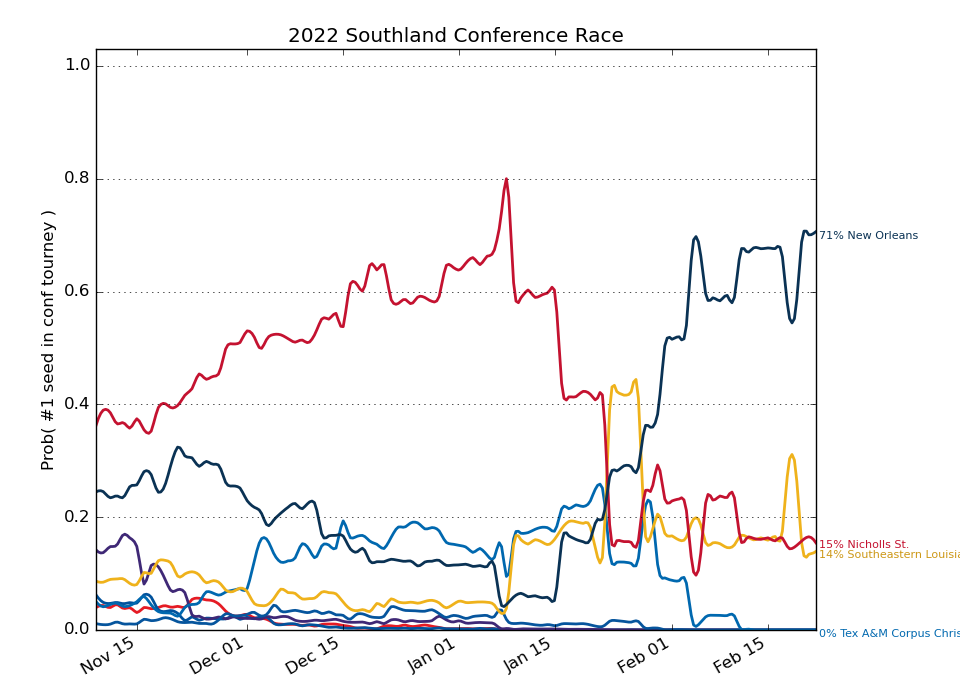 2022 Southland Conference Race
Prob( #1 seed in conf tourney )
1.0
0.8
0.6
0.4
0.2
0.0
Nov 15
Dec 01
Dec 15
Jan 01
Jan 15
Feb 01
Feb 15
71% New Orleans
15% Nicholls St.
14% Southeastern Louisia
0% Tex A&M Corpus Chris